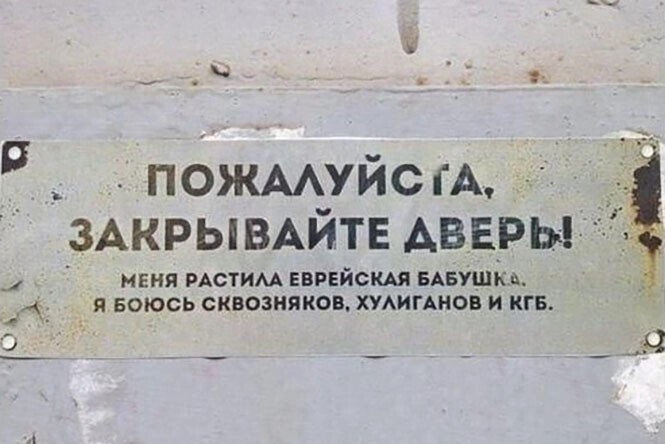 ПОЖАЛУЙСТА,
ЗАКРЫВАЙТЕ ДВЕРЬ!
МЕНЯ РАСТИЛА ЕВРЕЙСКАЯ БАБУШКА.
Я БОЮСЬ СКВОЗНЯКОВ, ХУЛИГАНОВ И КГБ.